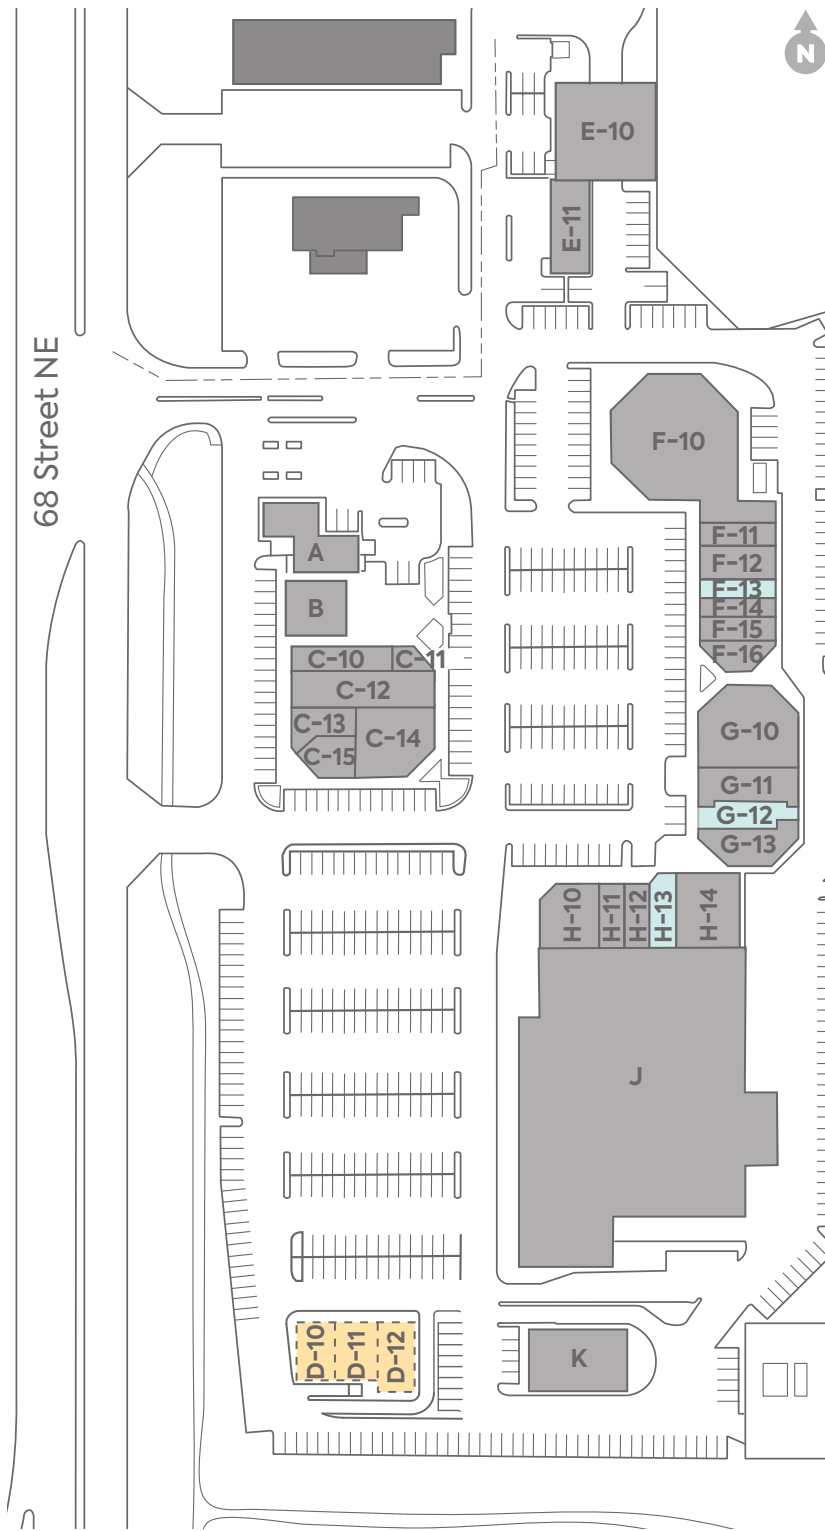 N
E-10
E-11
68 Street NE
F-10
F-11
F-12
F-13
F-14
F-15
F-16
A
B
C-10
C-11
C-12
C-13
C-14
C-15
G-10
G-11
G-12
G-13
H-10
H-11
H-12
H-13
H-14
J
D-10
D-11
D-12
K